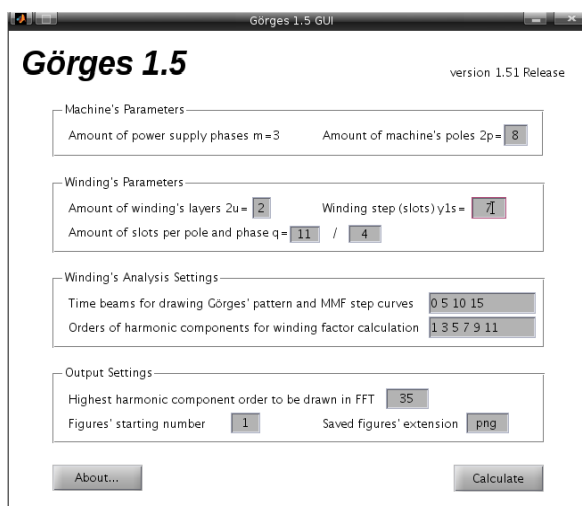 Görges 1.5 GUI
Görges 1.5
version 1.51 Release
Machine's Parameters
Amount of power supply phases m=3 Amount of machine's poles 2p= 8
Winding's Parameters
Amount of winding's layers 2u= 2 Winding step (slots) y1s= 7
Amount of slots per pole and phase q= 11 / 4
Winding's Analysis Settings
Time beams for drawing Görges' pattern and MMF step curves 0 5 10 15
Orders of harmonic components for winding factor calculation 1 3 5 7 9 11
Output Settings
Highest harmonic component order to be drawn in FFT 35
Figures' starting number 1 Saved figures' extension png
About... Calculate